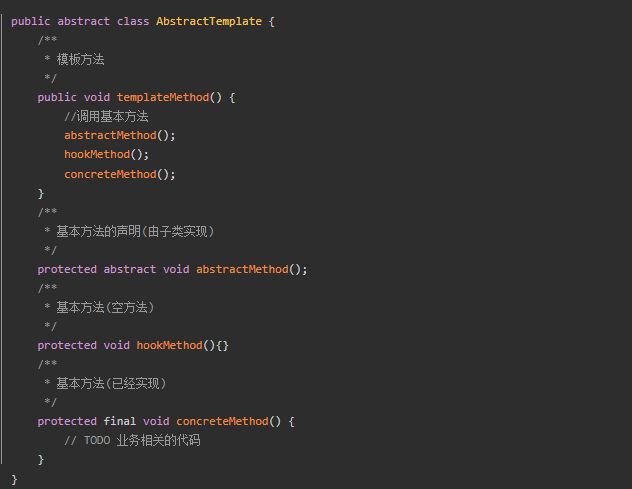 public abstract class AbstractTemplate {
    /**
     * 模板方法
     */
    public void templateMethod() {
        //调用基本方法
        abstractMethod();
        hookMethod();
        concreteMethod();
    }
    /**
     * 基本方法的声明(由子类实现)
     */
    protected abstract void abstractMethod();
    /**
     * 基本方法(空方法)
     */
    protected void hookMethod(){}
    /**
     * 基本方法(已经实现)
     */
    protected final void concreteMethod() {
        // TODO 业务相关的代码
    }
}